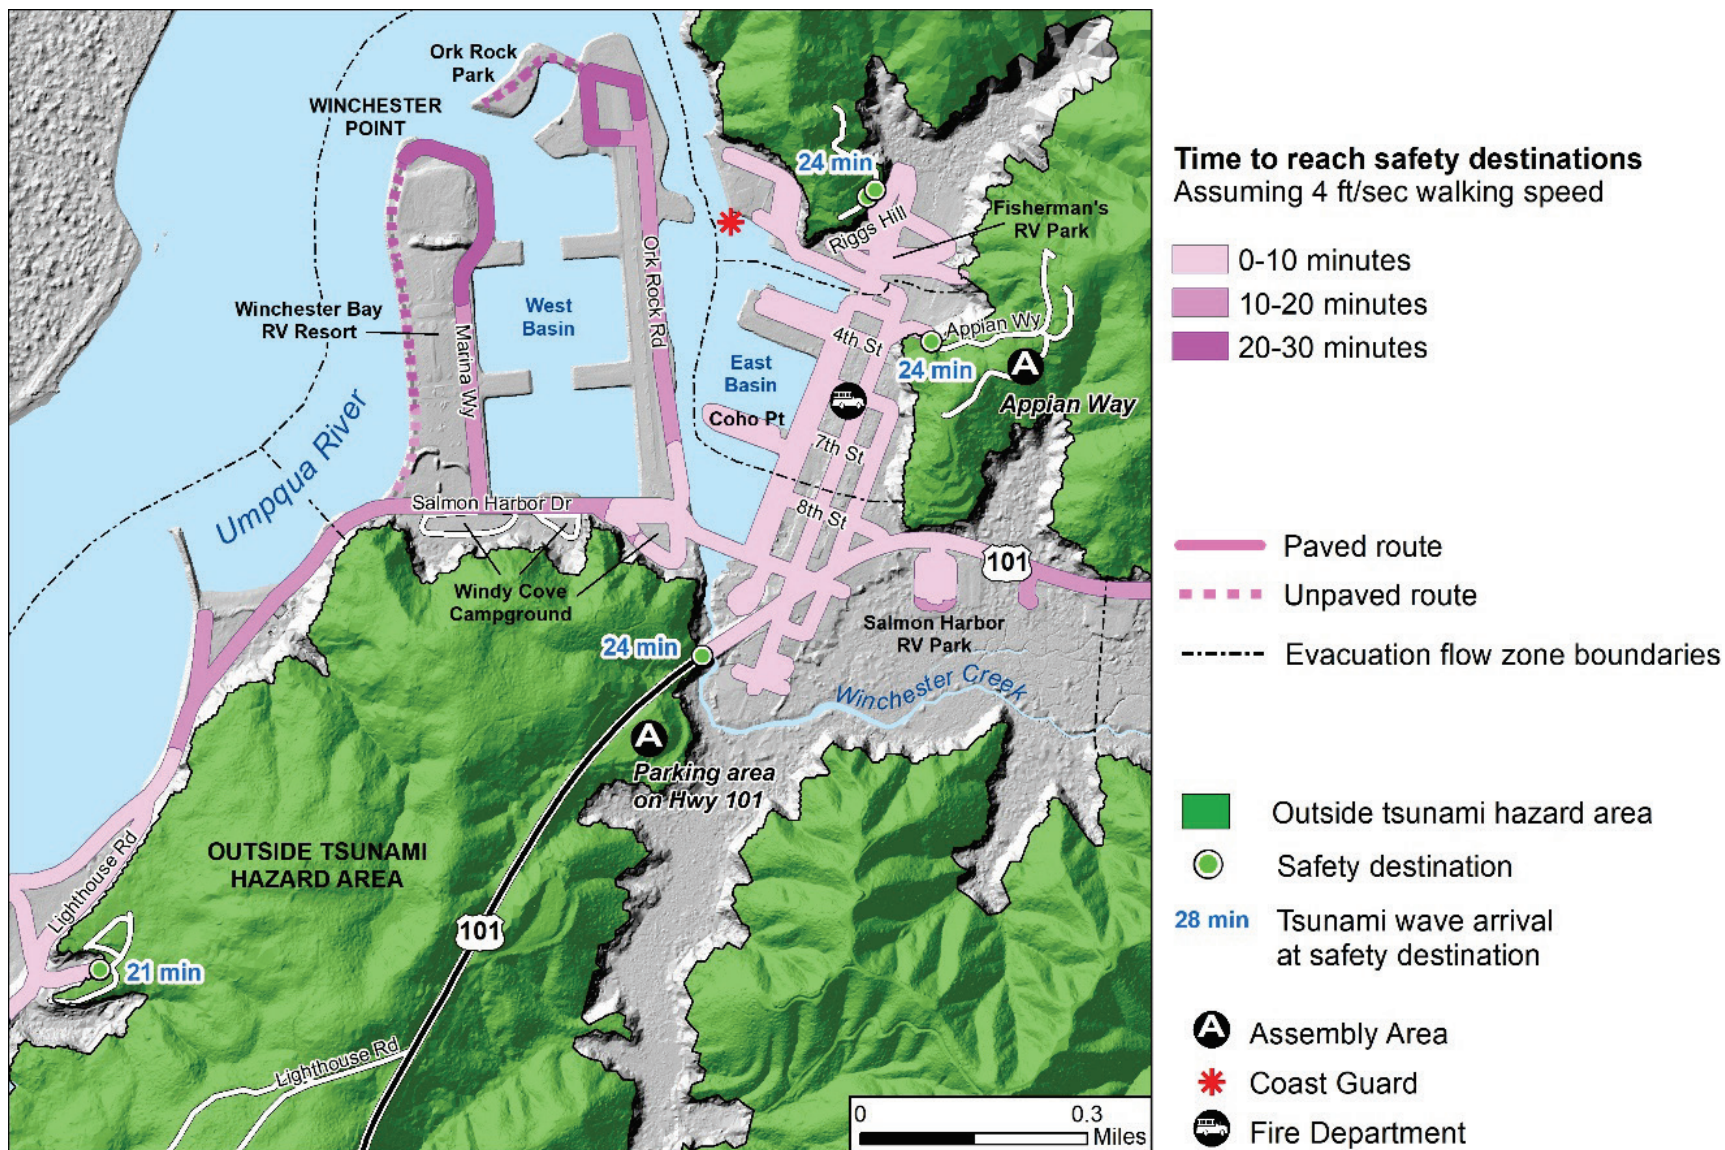 Ork Rock
Park
WINCHESTER
POINT
24 min
Fisherman's
RV Park
Riggs Hill
Ork Rock Rd
Winchester Bay
RV Resort
West
Basin
Marina Wy
4th St
Appian Wy
24 min
A
Appian Way
East
Basin
Coho Pt
7th St
Umpqua River
Salmon Harbor Dr
8th St
101
Windy Cove
Campground
Salmon Harbor
RV Park
24 min
Winchester Creek
A
Parking area
on Hwy 101
OUTSIDE TSUNAMI
HAZARD AREA
Lighthouse Rd
101
21 min
Lighthouse Rd
0 0.3
Miles
Time to reach safety destinations
Assuming 4 ft/sec walking speed
0-10 minutes
10-20 minutes
20-30 minutes
Paved route
Unpaved route
Evacuation flow zone boundaries
Outside tsunami hazard area
Safety destination
28 min Tsunami wave arrival
at safety destination
A Assembly Area
Coast Guard
Fire Department